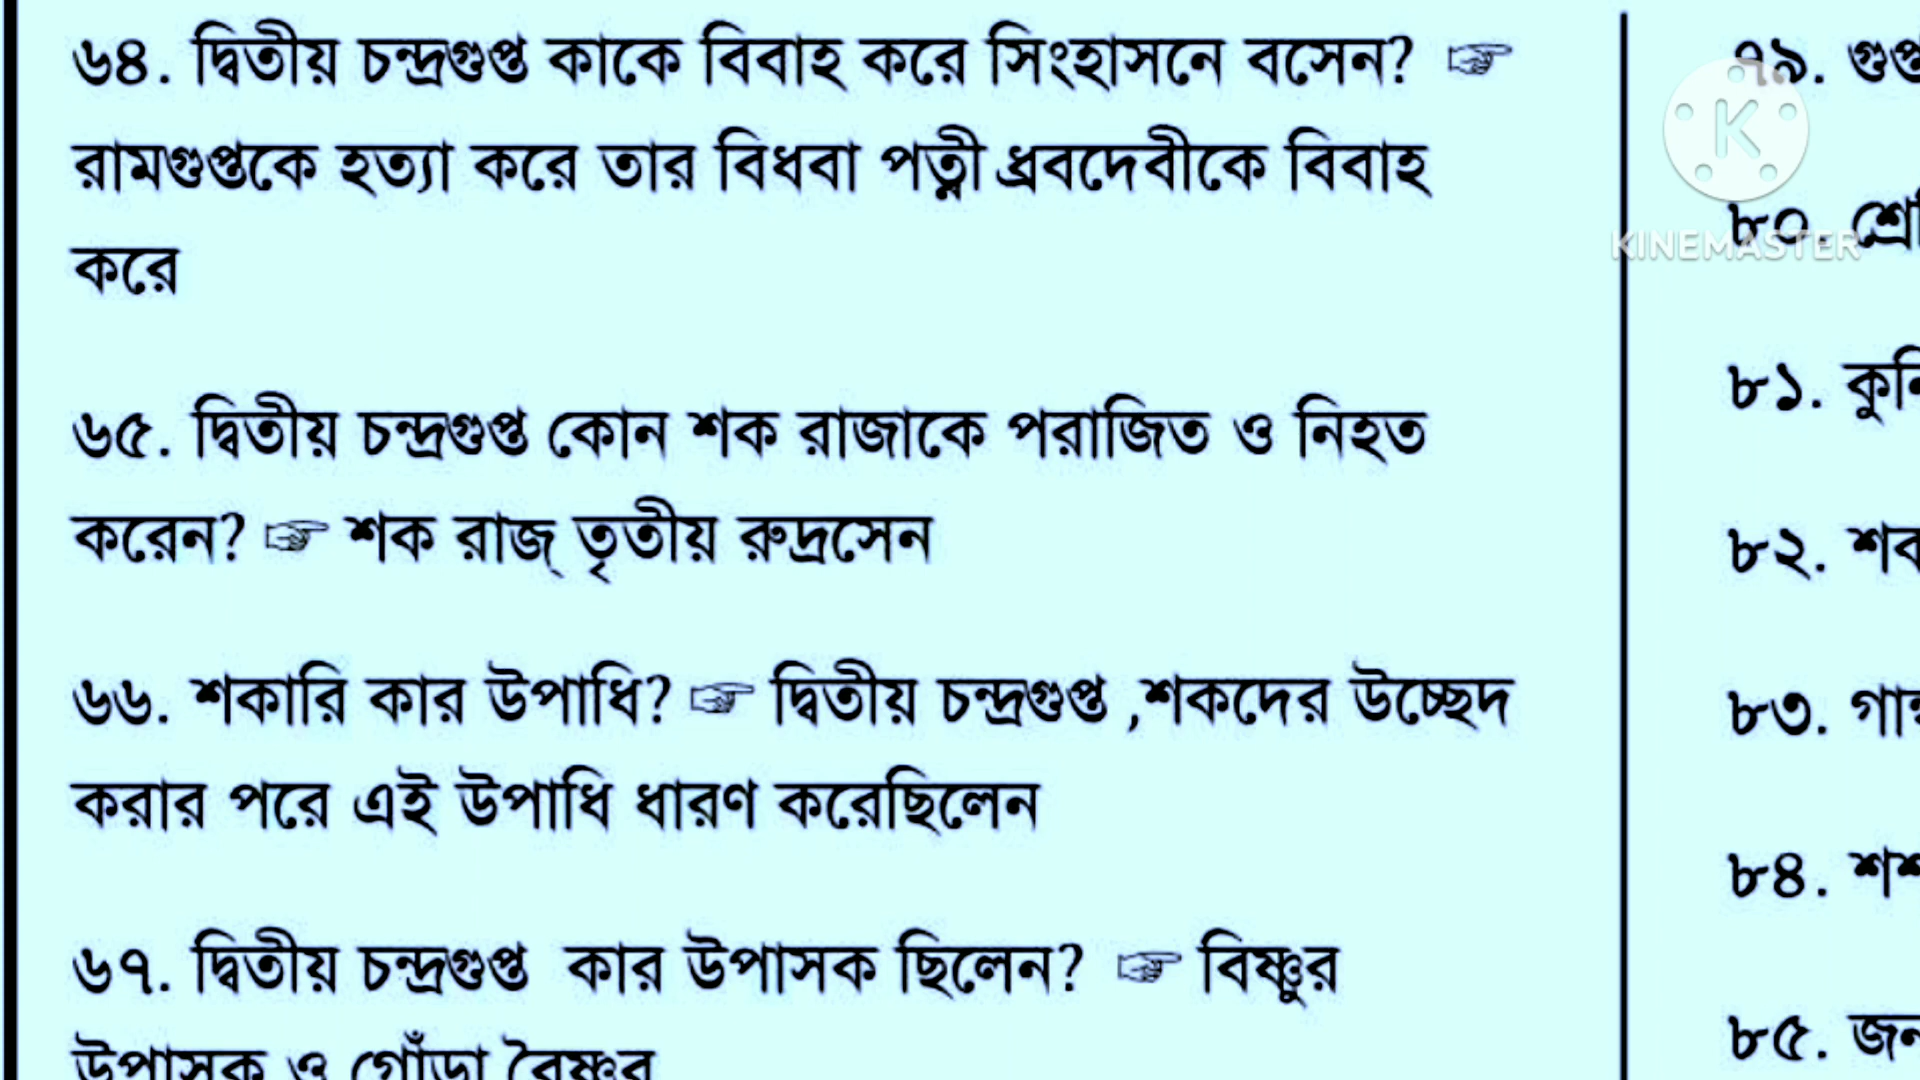 ৬৪. দ্বিতীয় চন্দ্রগুপ্ত কাকে বিবাহ করে সিংহাসনে বসেন? ☞
রামগুপ্তকে হত্যা করে তার বিধবা পত্নী ধ্রবদেবীকে বিবাহ
করে
৬৫. দ্বিতীয় চন্দ্রগুপ্ত কোন শক রাজাকে পরাজিত ও নিহত
করেন? ☞ শক রাজ্ তৃতীয় রুদ্রসেন
৬৬. শকারি কার উপাধি? ☞ দ্বিতীয় চন্দ্রগুপ্ত ,শকদের উচ্ছেদ
করার পরে এই উপাধি ধারণ করেছিলেন
৬৭. দ্বিতীয় চন্দ্রগুপ্ত কার উপাসক ছিলেন? ☞ বিষ্ণুর
উপাসক ও গোঁড়া বৈষ্ণব
৭৯. গুপ্ত
K
KINEMASTER
৮০.
৮১.
৮২.
৮৩.
৮৪.
৮৫.